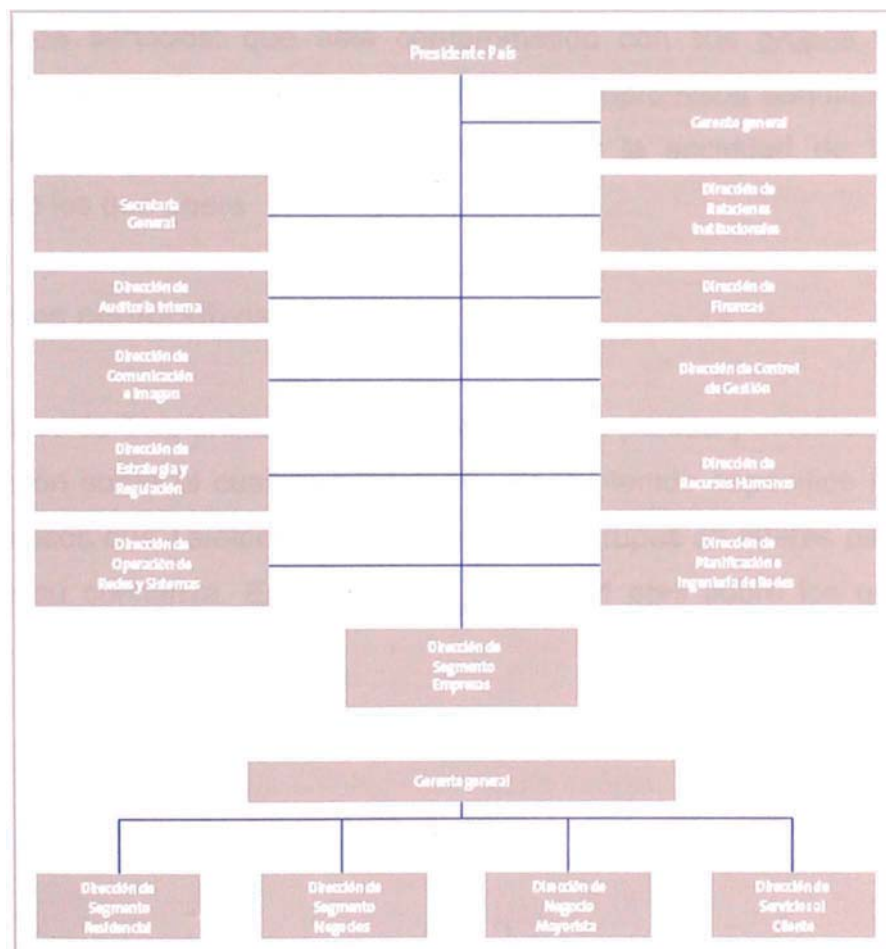 Presidente País
Gerente general
Secretaría
General
Dirección de
Relaciones
Institucionales
Dirección de
Auditoría Interna
Dirección de
Finanzas
Dirección de
Comunicación
e Imagen
Dirección de Control
de Gestión
Dirección de
Estrategia y
Regulación
Dirección de
Recursos Humanos
Dirección de
Operación de
Redes y Sistemas
Dirección de
Planificación e
Ingeniería de Redes
Dirección de
Segmento
Empresas
Gerente general
Dirección de
Segmento
Residencial
Dirección de
Segmento
Negocios
Dirección de
Negocio
Mayorista
Dirección de
Servicios al
Cliente